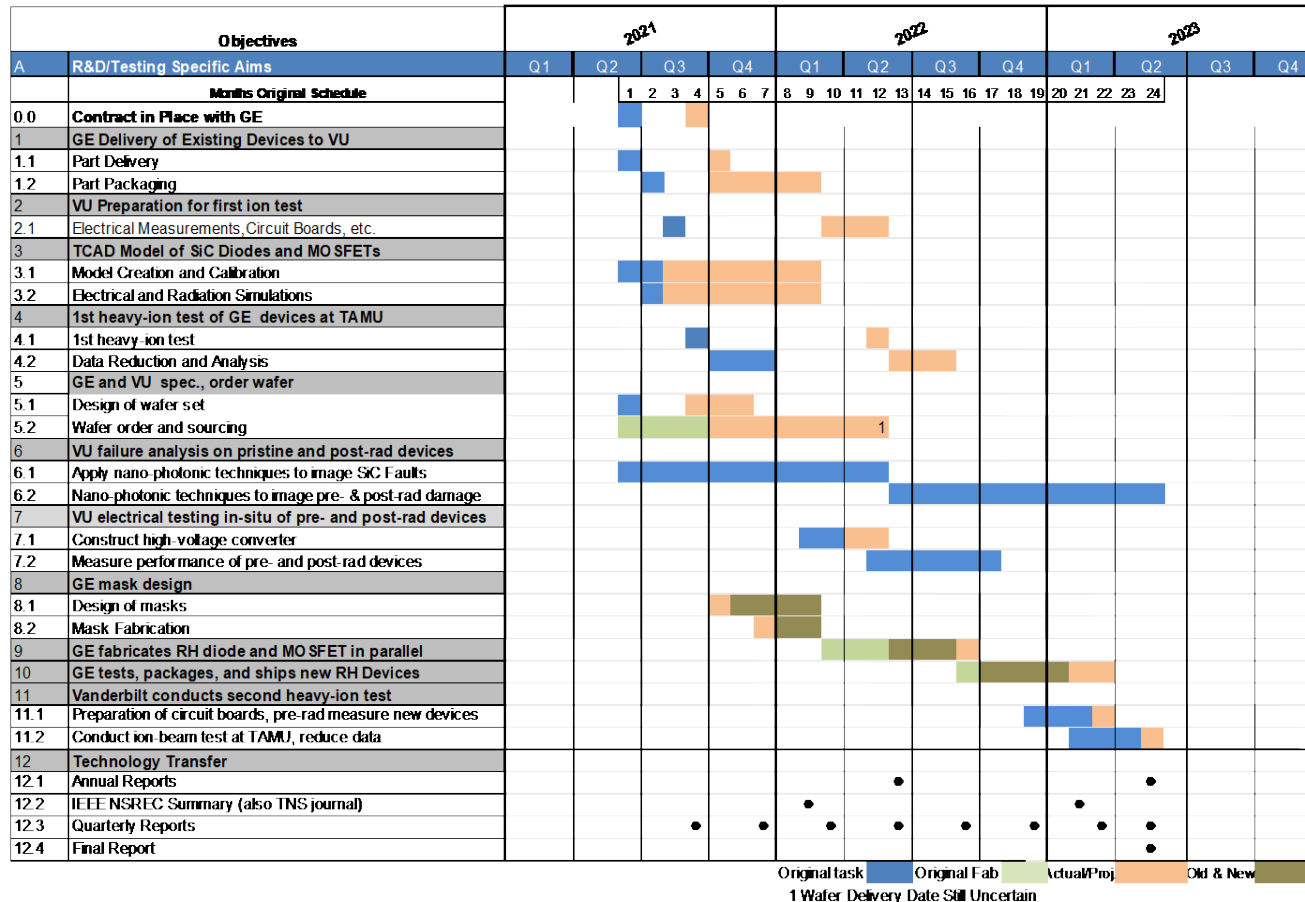 Objectives 2021 2022 2023
A R&D/Testing Specific Aims Q1 Q2 Q3 Q4 Q1 Q2 Q3 Q4 Q1 Q2 Q3 Q4
Months Original Schedule 1 2 3 4 5 6 7 8 9 10 11 12 13 14 15 16 17 18 19 20 21 22 23 24
0.0 Contract in Place with GE
1 GE Delivery of Existing Devices to VU
1.1 Part Delivery
1.2 Part Packaging
2 VU Preparation for first ion test
2.1 Electrical Measurements,Circuit Boards, etc.
3 TCAD Model of SiC Diodes and MOSFETs
3.1 Model Creation and Calibration
3.2 Electrical and Radiation Simulations
4 1st heavy-ion test of GE devices at TAMU
4.1 1st heavy-ion test
4.2 Data Reduction and Analysis
5 GE and VU spec., order wafer
5.1 Design of wafer set
5.2 Wafer order and sourcing 1
6 VU failure analysis on pristine and post-rad devices
6.1 Apply nano-photonic techniques to image SiC Faults
6.2 Nano-photonic techniques to image pre- & post-rad damage
7 VU electrical testing in-situ of pre- and post-rad devices
7.1 Construct high-voltage converter
7.2 Measure performance of pre- and post-rad devices
8 GE mask design
8.1 Design of masks
8.2 Mask Fabrication
9 GE fabricates RH diode and MOSFET in parallel
10 GE tests, packages, and ships new RH Devices
11 Vanderbilt conducts second heavy-ion test
11.1 Preparation of circuit boards, pre-rad measure new devices
11.2 Conduct ion-beam test at TAMU, reduce data
12 Technology Transfer
12.1 Annual Reports
12.2 IEEE NSREC Summary (also TNS journal)
12.3 Quarterly Reports
12.4 Final Report
Original task Original Fab Actual/Proj. Old & New
1 Wafer Delivery Date Still Uncertain